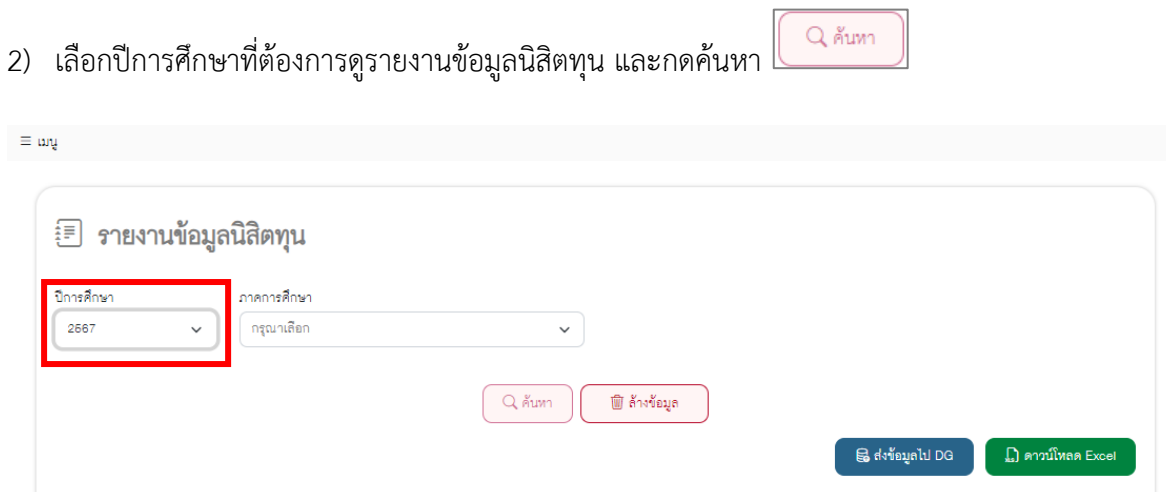 2) เลือกปีการศึกษาที่ต้องการดูรายงานข้อมูลนิสิตทุน และกดค้นหา ค้นหา
เมนู
รายงานข้อมูลนิสิตทุน
ปีการศึกษา ภาคการศึกษา
2567 กรุณาเลือก
ค้นหา ล้างข้อมูล
ส่งข้อมูลไป DG ดาวน์โหลด Excel